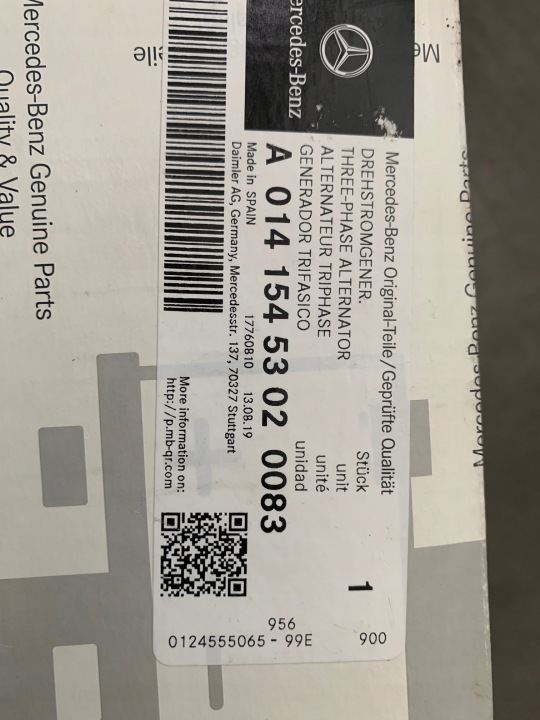 Mercedes-Benz
Mercedes-Benz Original-Teile/Geprüfte Qualität
DREHSTROMGENER. Stück
THREE-PHASE ALTERNATOR unit 1
ALTERNATEUR TRIPHASE unité
GENERADOR TRIFASICO unidad
A 014 154 53 02 0083
Made in SPAIN 17760810 13.08.19
Daimler AG, Germany, Mercedesstr. 137, 70327 Stuttgart
More information on:
http://p.mb-qr.com
900
956
0124555065 - 99E
Mercedes-Benz Genuine Parts
Quality & Value